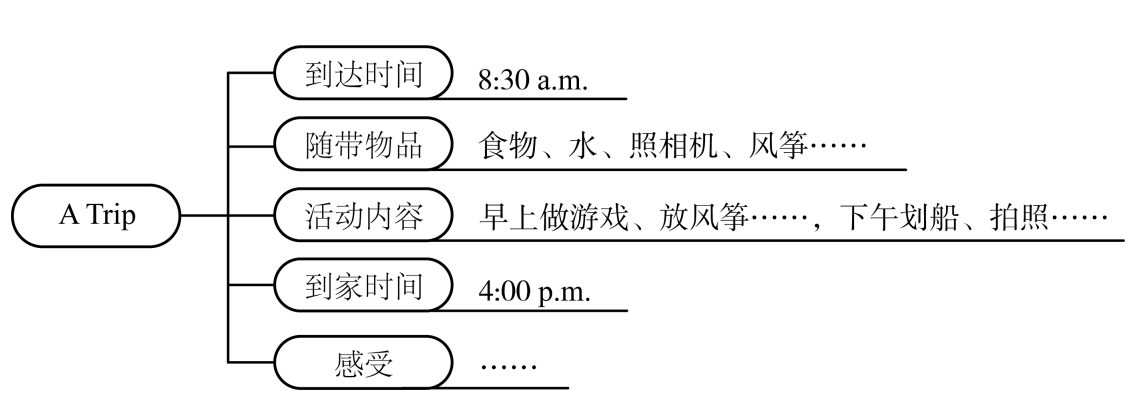 到达时间 8:30 a.m.
随带物品 食物、水、照相机、风筝……
A Trip
活动内容 早上做游戏、放风筝……，下午划船、拍照……
到家时间 4:00 p.m.
感受 ……